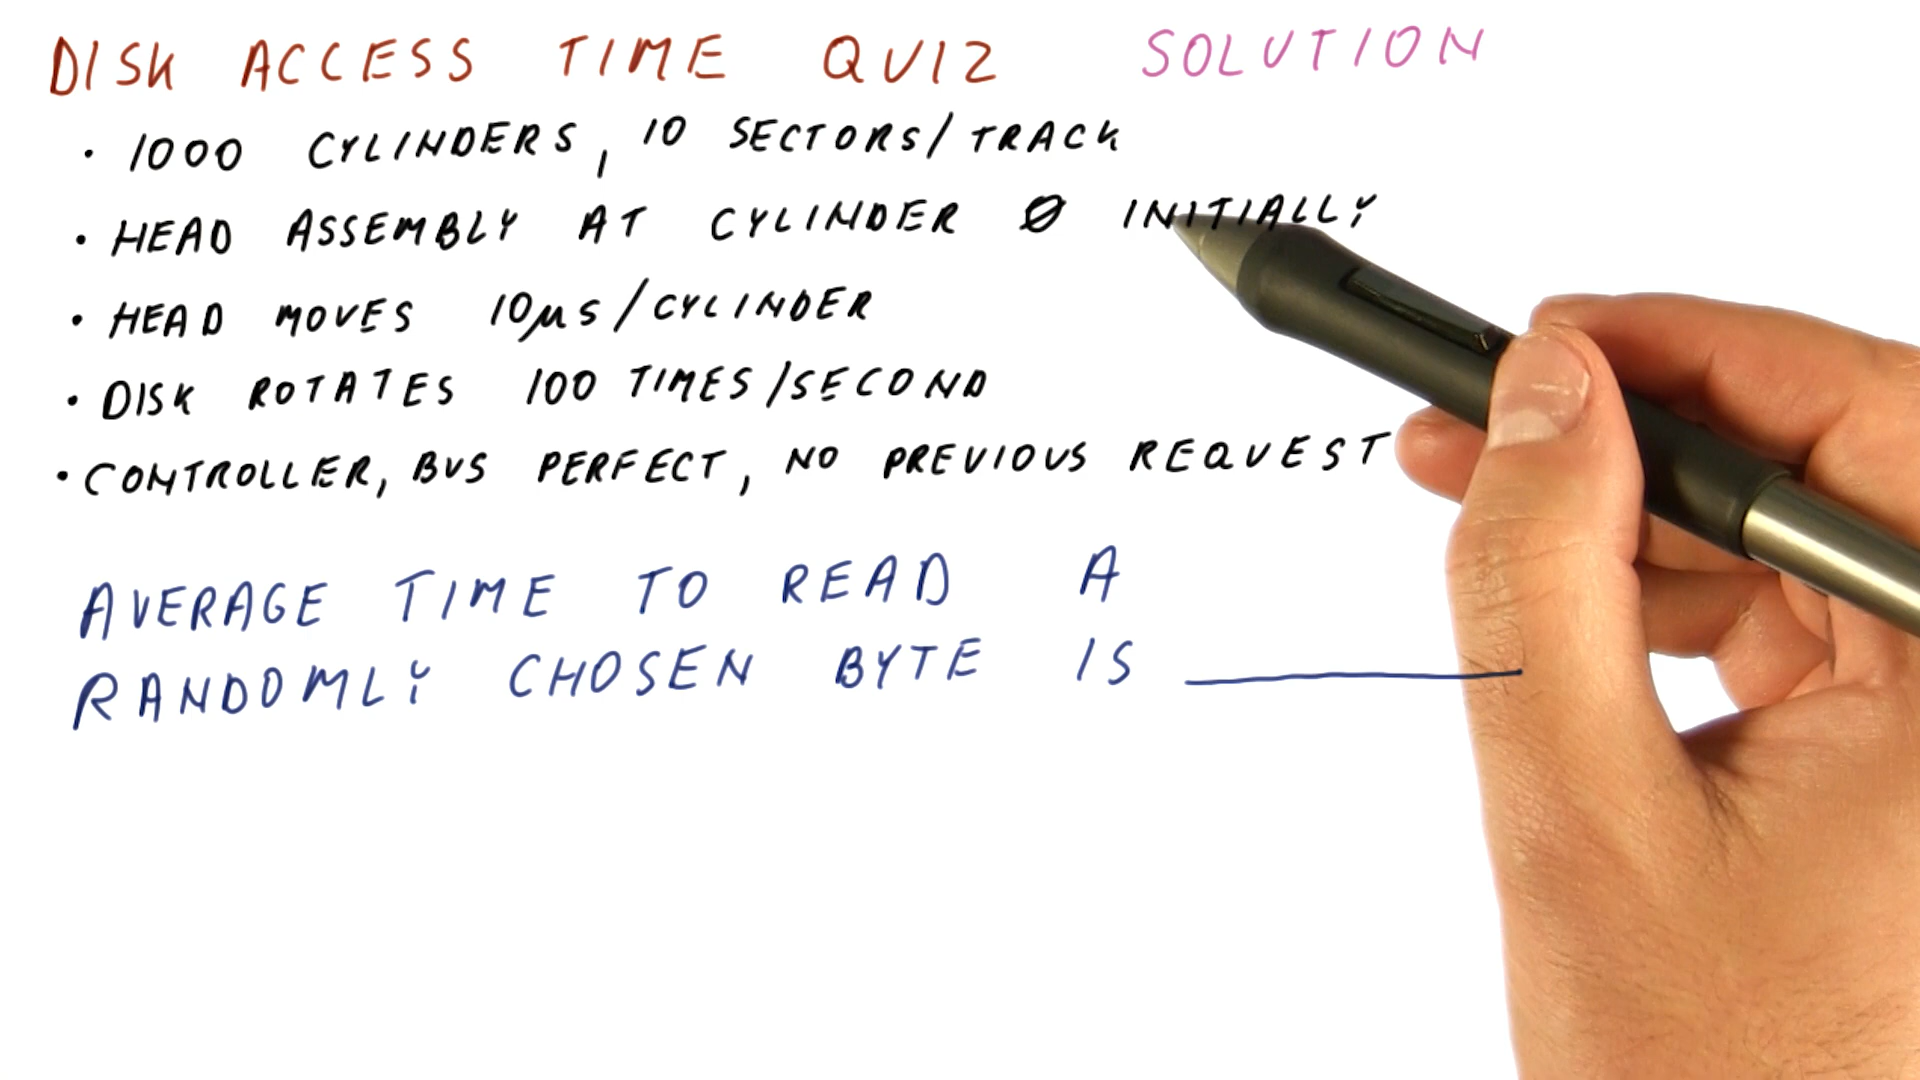 DISK ACCESS TIME QUIZ SOLUTION
• 1000 CYLINDERS, 10 SECTORS/TRACK
• HEAD ASSEMBLY AT CYLINDER Ø INITIALLY
• HEAD MOVES 10μs/CYLINDER
• DISK ROTATES 100 TIMES/SECOND
• CONTROLLER, BUS PERFECT, NO PREVIOUS REQUEST
AVERAGE TIME TO READ A
RANDOMLY CHOSEN BYTE IS ______